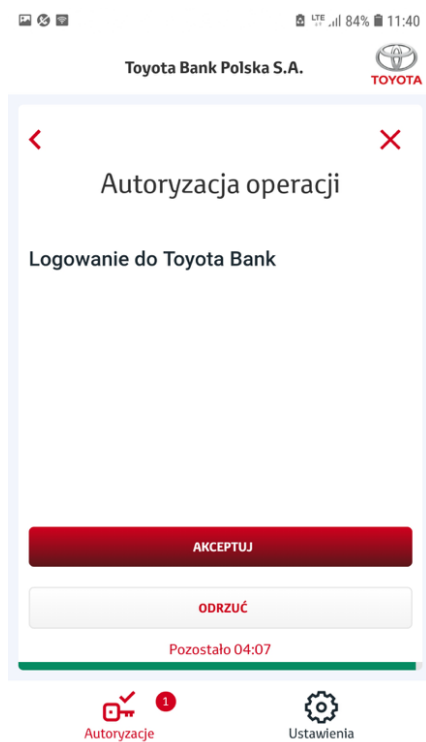 LTE 84% 11:40
Toyota Bank Polska S.A.
TOYOTA
Autoryzacja operacji
Logowanie do Toyota Bank
AKCEPTUJ
ODRZUĆ
Pozostało 04:07
1
Autoryzacje
Ustawienia